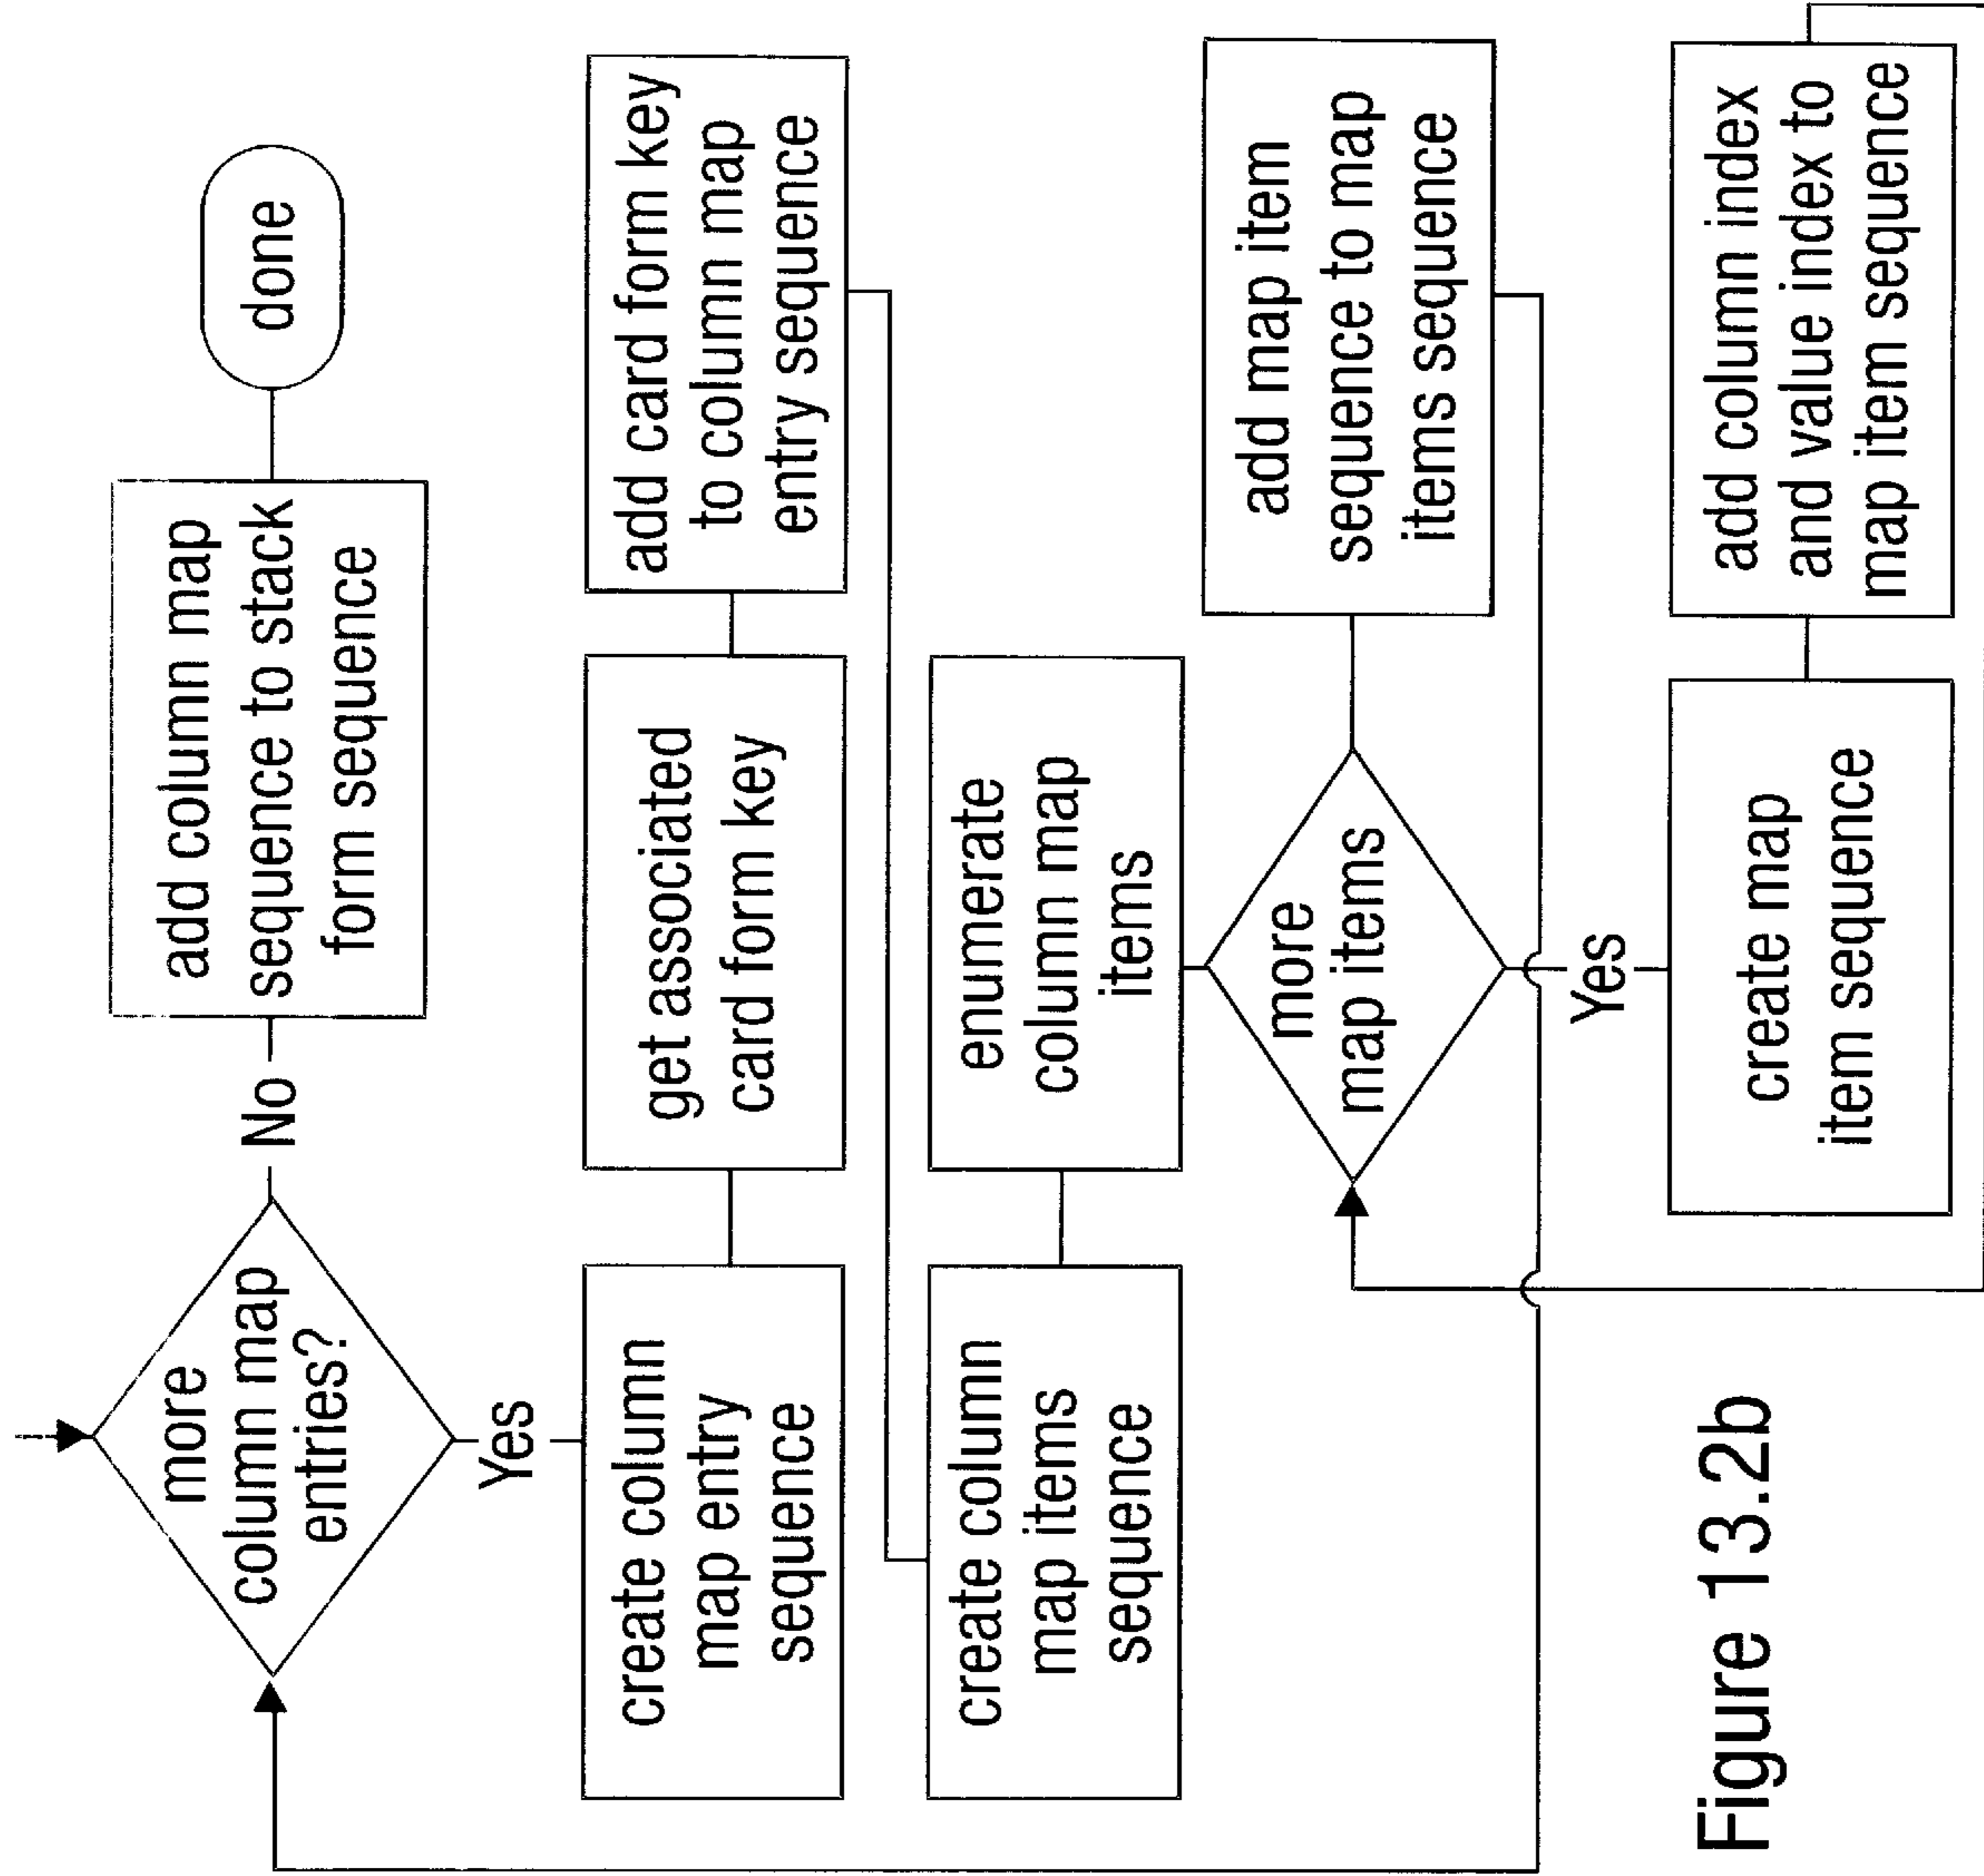 more
column map
entries?
No
add column map
sequence to stack
form sequence
done
Yes
create column
map entry
sequence
get associated
card form key
add card form key
to column map
entry sequence
create column
map items
sequence
enumerate
column map
items
more
map items
add map item
sequence to map
items sequence
Yes
create map
item sequence
add column index
and value index to
map item sequence
Figure 13.2b